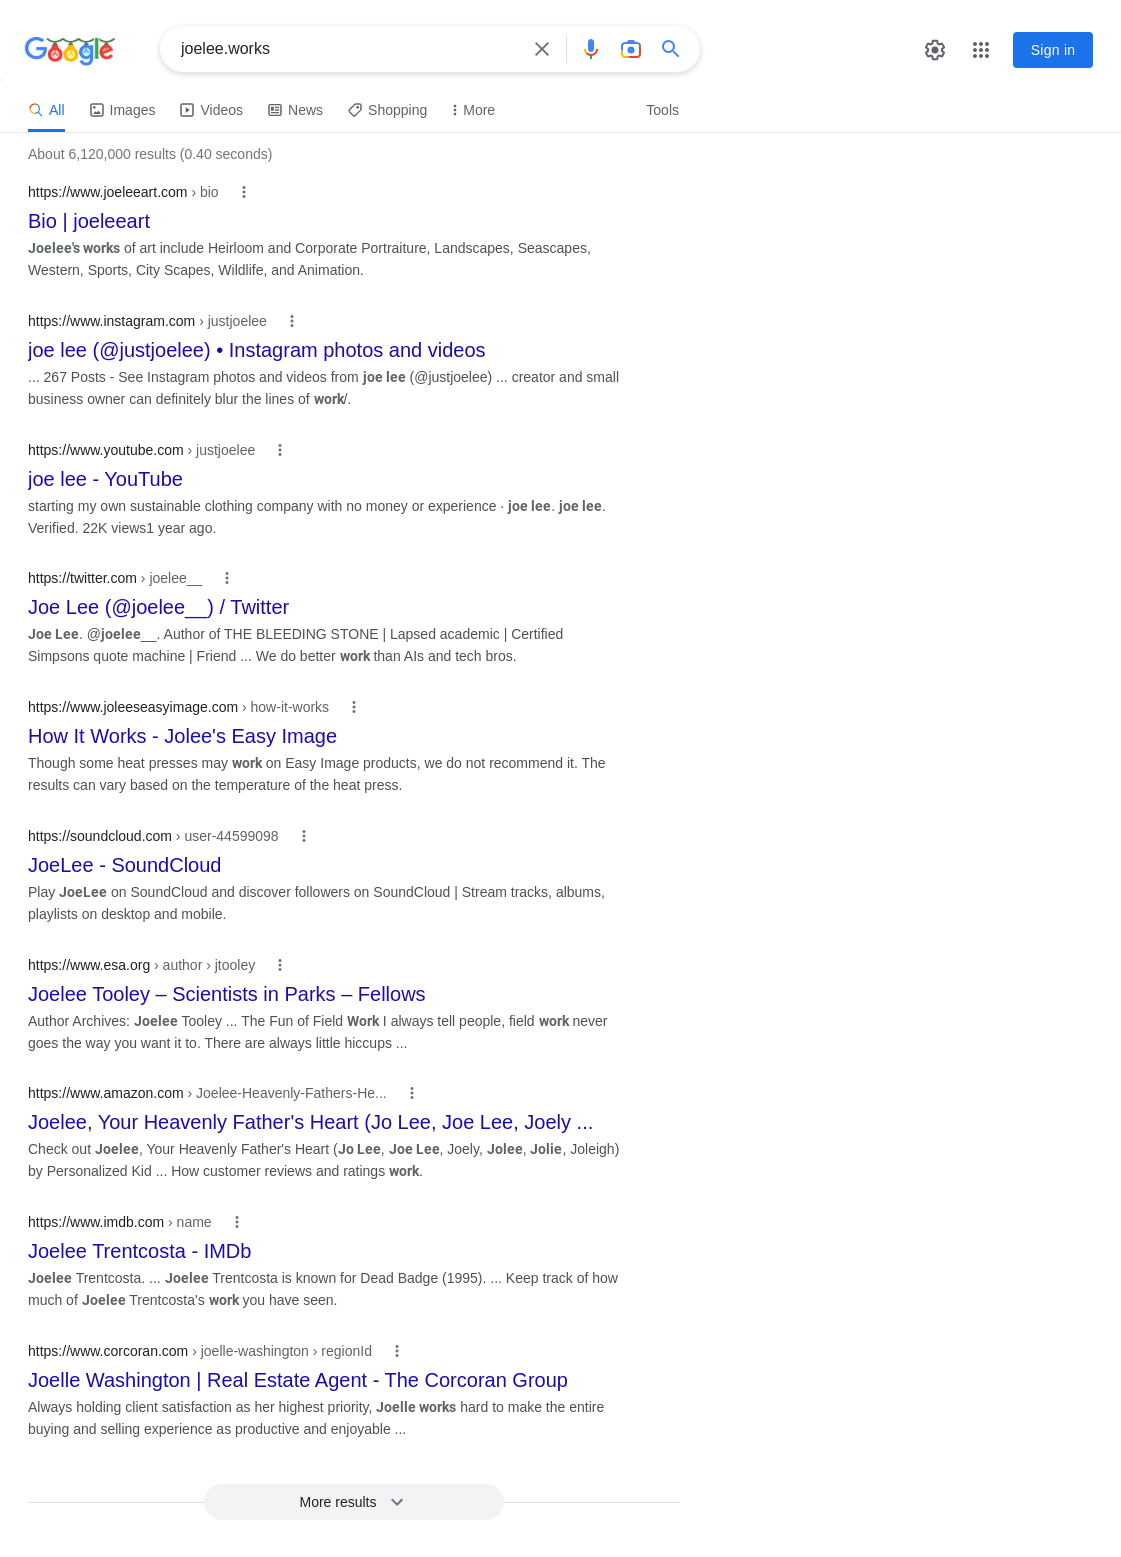 Google
joelee.works
Sign in
All
Images
Videos
News
Shopping
More
Tools
About 6,120,000 results (0.40 seconds)
https://www.joeleeart.com › bio
Bio | joeleeart
Joelee's works of art include Heirloom and Corporate Portraiture, Landscapes, Seascapes,
Western, Sports, City Scapes, Wildlife, and Animation.
https://www.instagram.com › justjoelee
joe lee (@justjoelee) • Instagram photos and videos
... 267 Posts - See Instagram photos and videos from joe lee (@justjoelee) ... creator and small
business owner can definitely blur the lines of work/.
https://www.youtube.com › justjoelee
joe lee - YouTube
starting my own sustainable clothing company with no money or experience · joe lee. joe lee.
Verified. 22K views1 year ago.
https://twitter.com › joelee__
Joe Lee (@joelee__) / Twitter
Joe Lee. @joelee__. Author of THE BLEEDING STONE | Lapsed academic | Certified
Simpsons quote machine | Friend ... We do better work than AIs and tech bros.
https://www.joleeseasyimage.com › how-it-works
How It Works - Jolee's Easy Image
Though some heat presses may work on Easy Image products, we do not recommend it. The
results can vary based on the temperature of the heat press.
https://soundcloud.com › user-44599098
JoeLee - SoundCloud
Play JoeLee on SoundCloud and discover followers on SoundCloud | Stream tracks, albums,
playlists on desktop and mobile.
https://www.esa.org › author › jtooley
Joelee Tooley – Scientists in Parks – Fellows
Author Archives: Joelee Tooley ... The Fun of Field Work I always tell people, field work never
goes the way you want it to. There are always little hiccups ...
https://www.amazon.com › Joelee-Heavenly-Fathers-He...
Joelee, Your Heavenly Father's Heart (Jo Lee, Joe Lee, Joely ...
Check out Joelee, Your Heavenly Father's Heart (Jo Lee, Joe Lee, Joely, Jolee, Jolie, Joleigh)
by Personalized Kid ... How customer reviews and ratings work.
https://www.imdb.com › name
Joelee Trentcosta - IMDb
Joelee Trentcosta. ... Joelee Trentcosta is known for Dead Badge (1995). ... Keep track of how
much of Joelee Trentcosta's work you have seen.
https://www.corcoran.com › joelle-washington › regionId
Joelle Washington | Real Estate Agent - The Corcoran Group
Always holding client satisfaction as her highest priority, Joelle works hard to make the entire
buying and selling experience as productive and enjoyable ...
More results